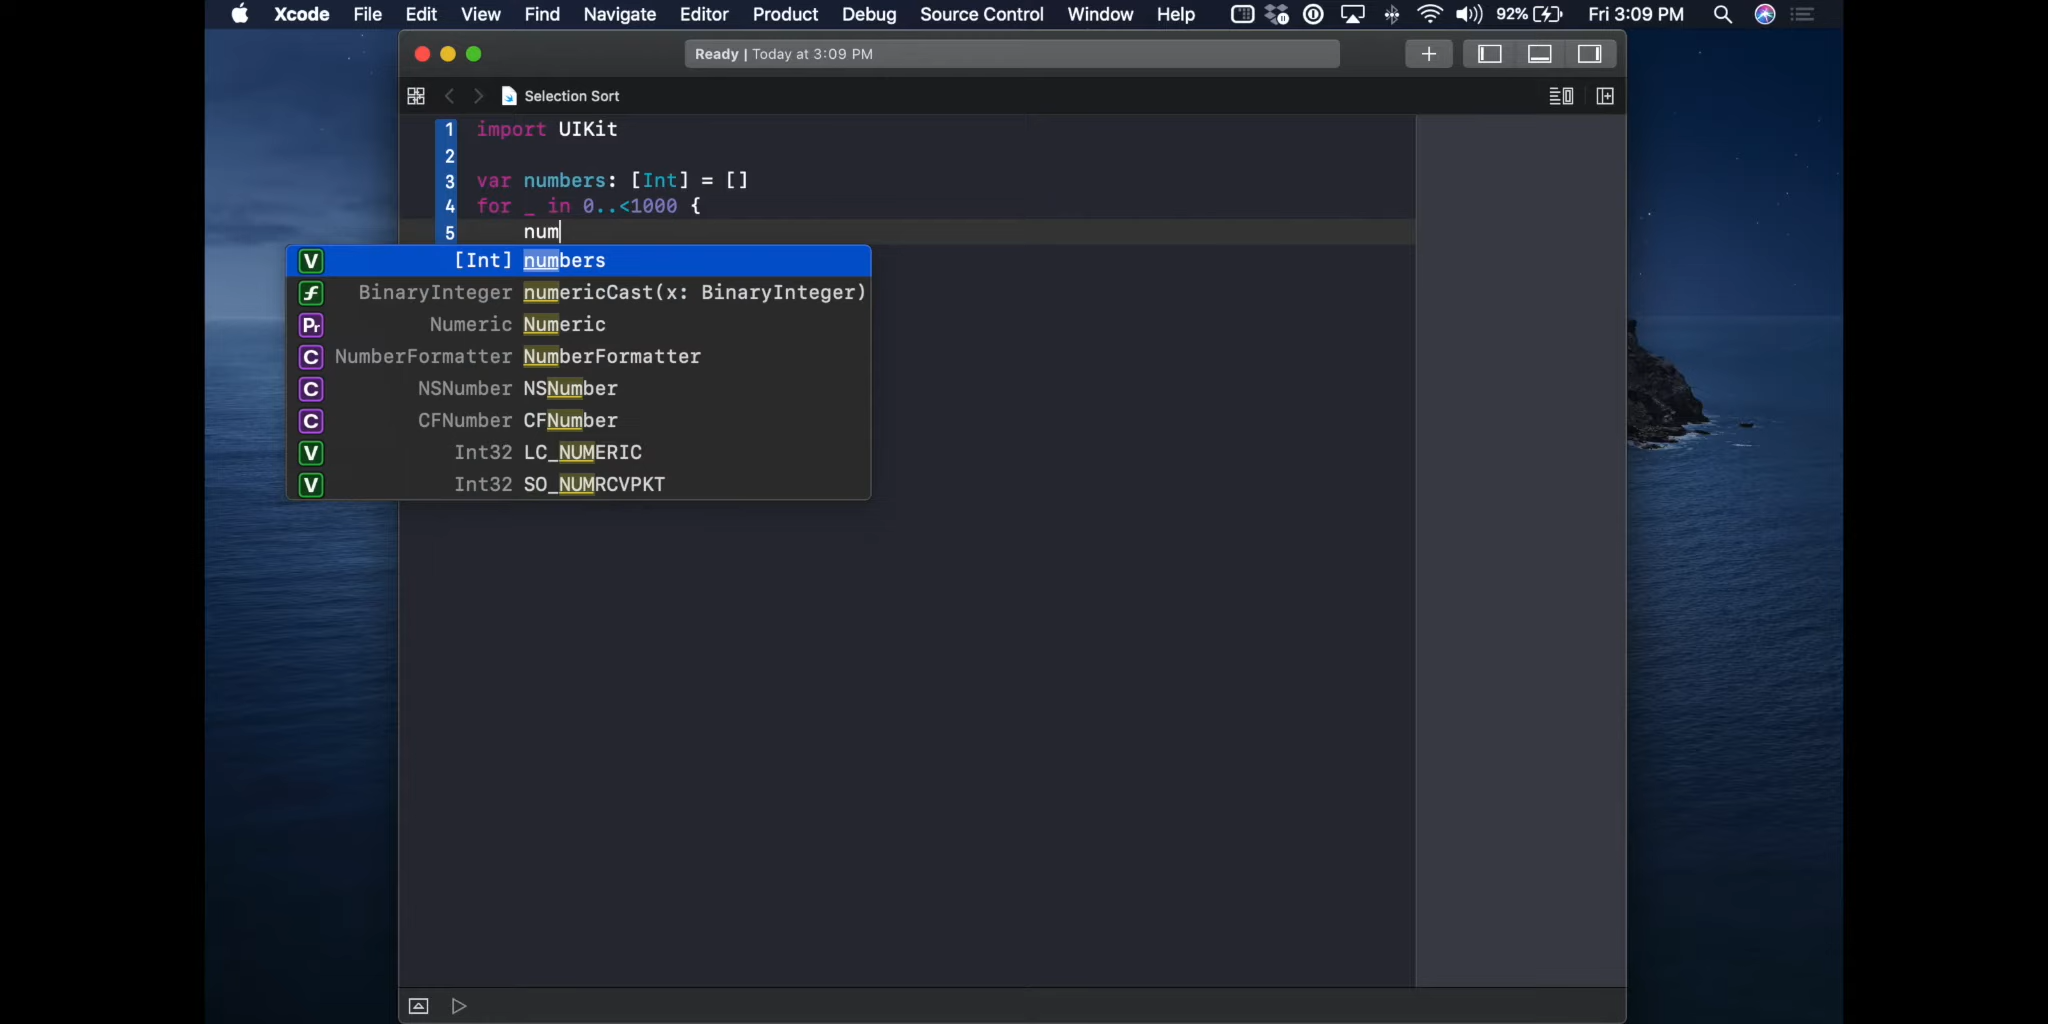 Xcode File Edit View Find Navigate Editor Product Debug Source Control Window Help 92% Fri 3:09 PM
Ready | Today at 3:09 PM
Selection Sort
1 import UIKit
2
3 var numbers: [Int] = []
4 for _ in 0..<1000 {
5 num
V [Int] numbers
f BinaryInteger numericCast(x: BinaryInteger)
Pr Numeric Numeric
C NumberFormatter NumberFormatter
C NSNumber NSNumber
C CFNumber CFNumber
V Int32 LC_NUMERIC
V Int32 SO_NUMRCVPKT